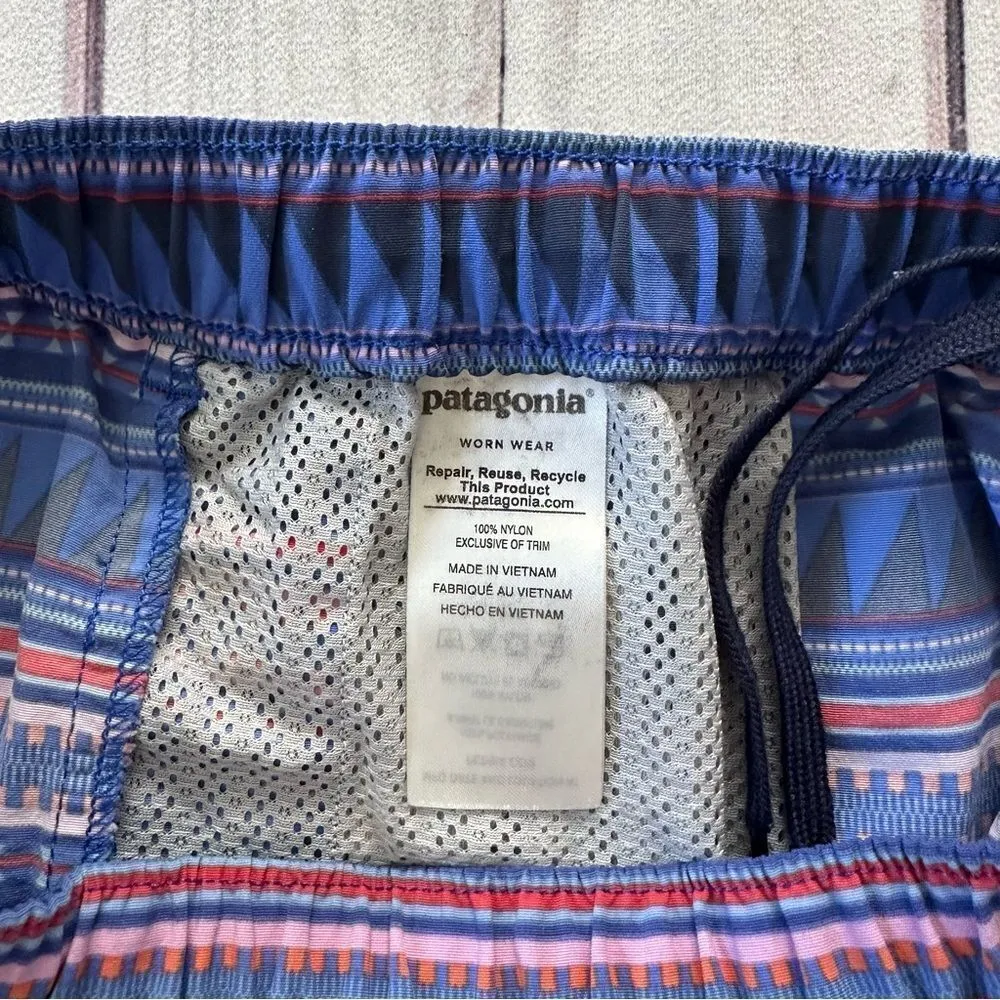 patagonia®
WORN WEAR
Repair, Reuse, Recycle
This Product
www.patagonia.com
100% NYLON
EXCLUSIVE OF TRIM
MADE IN VIETNAM
FABRIQUÉ AU VIETNAM
HECHO EN VIETNAM